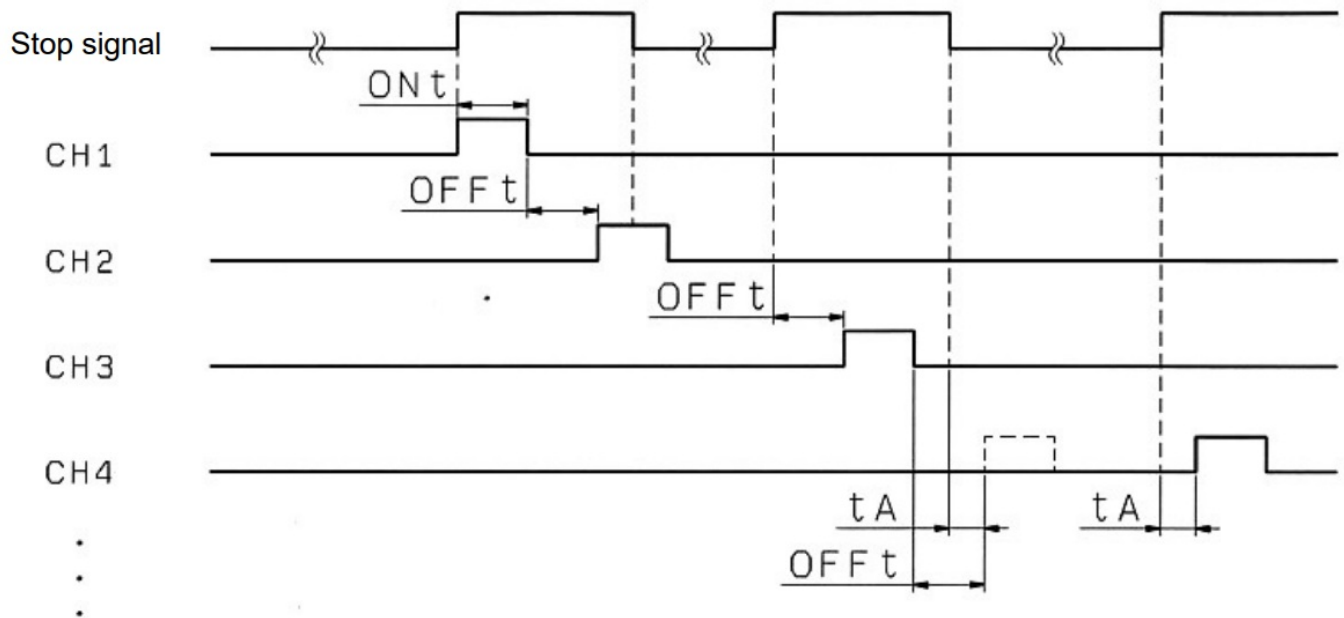 Stop signal
ONt
CH1
OFFt
CH2
OFFt
CH3
CH4
tA
tA
OFFt